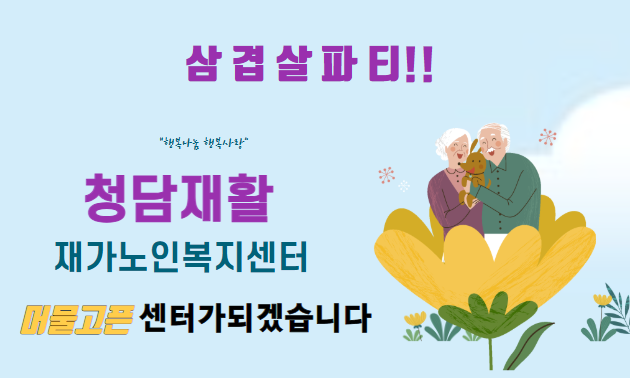 삼 겹 살 파 티!!
"행복나눔 행복사랑"
청담재활
재가노인복지센터
머물고픈 센터가되겠습니다